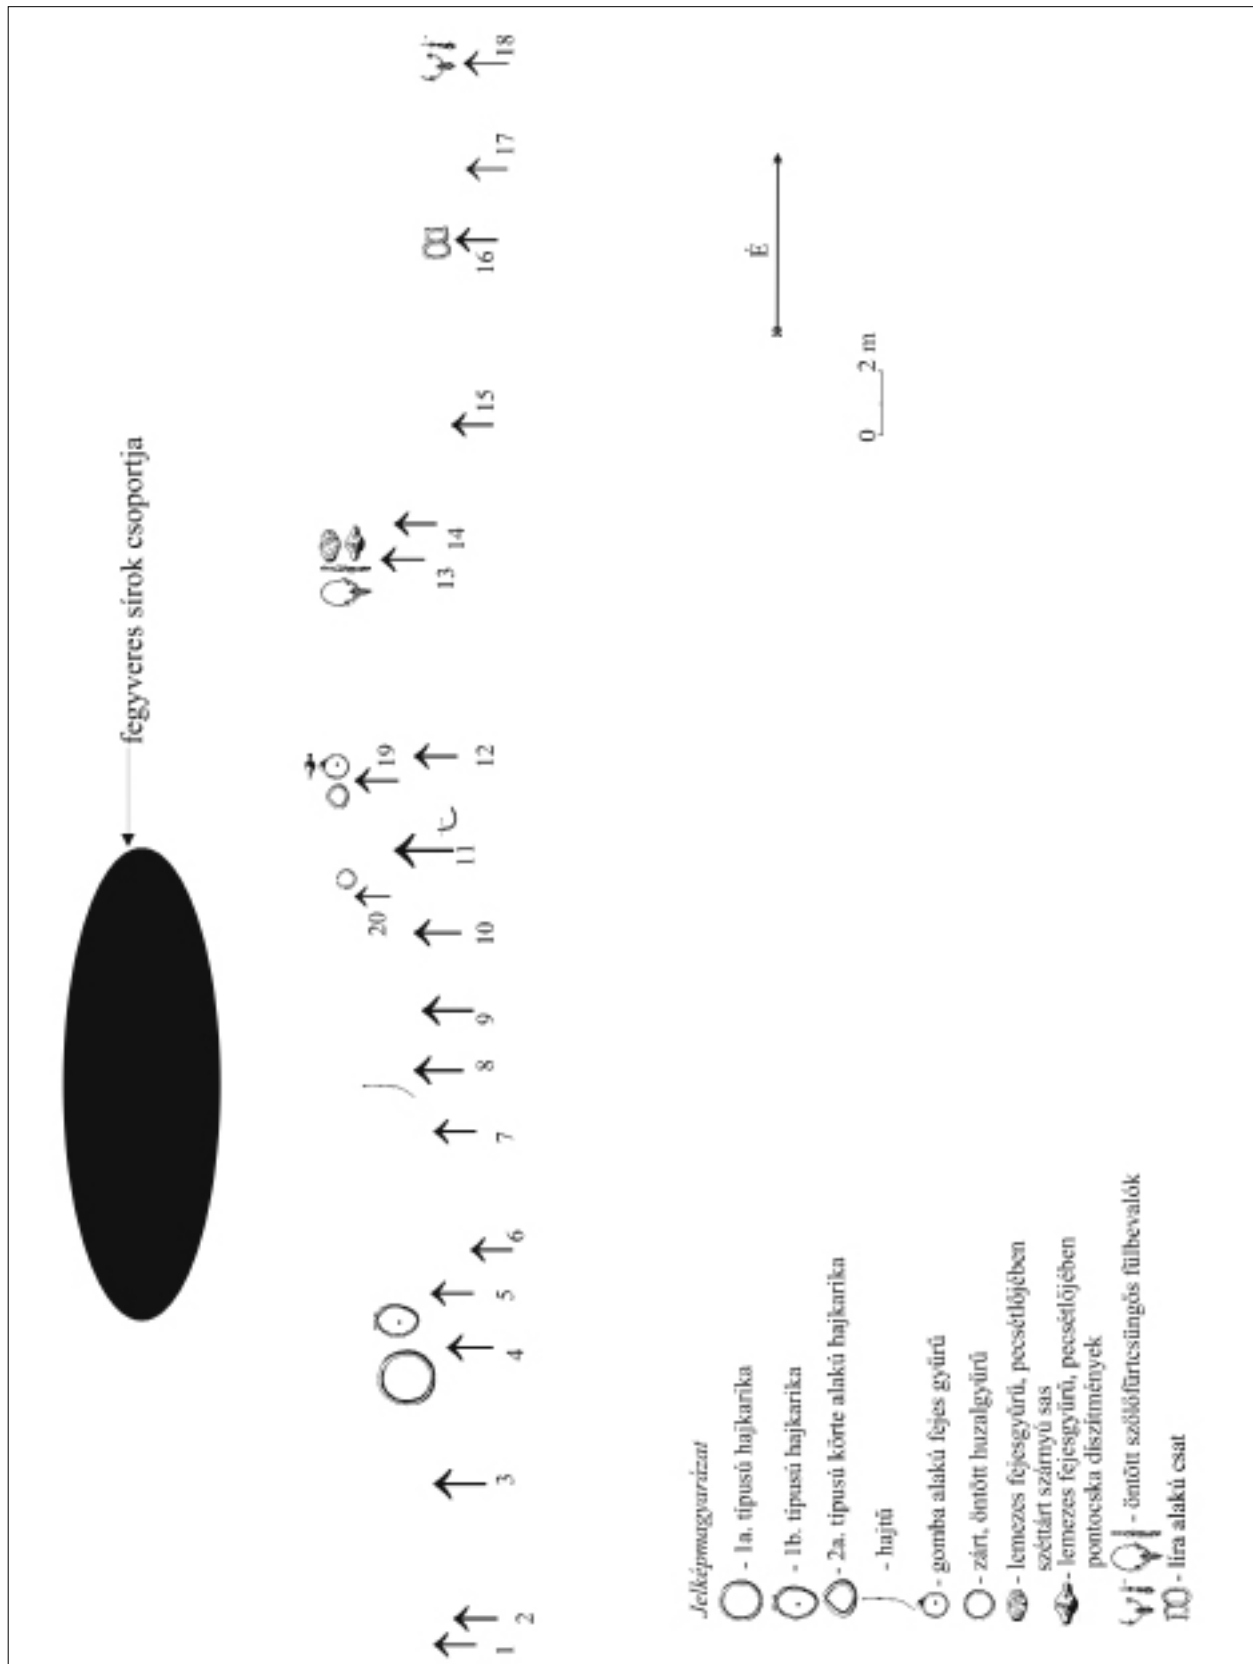 fegyveres sírok csoportja
1
2
3
4
5
6
7
8
9
10
20
11
19
12
13
14
15
16
17
18
É
0 2 m
Jelképmagyarázat
- 1a. típusú hajkarika
- 1b. típusú hajkarika
- 2a. típusú körte alakú hajkarika
- hajtű
- gomba alakú fejes gyűrű
- zárt, öntött huzalgyűrű
- lemezes fejesgyűrű, pecsétlőjében
széttárt szárnyú sas
- lemezes fejesgyűrű, pecsétlőjében
pontocska díszítmények
- öntött szőlőfürtcsüngős fülbevalók
- líra alakú csat